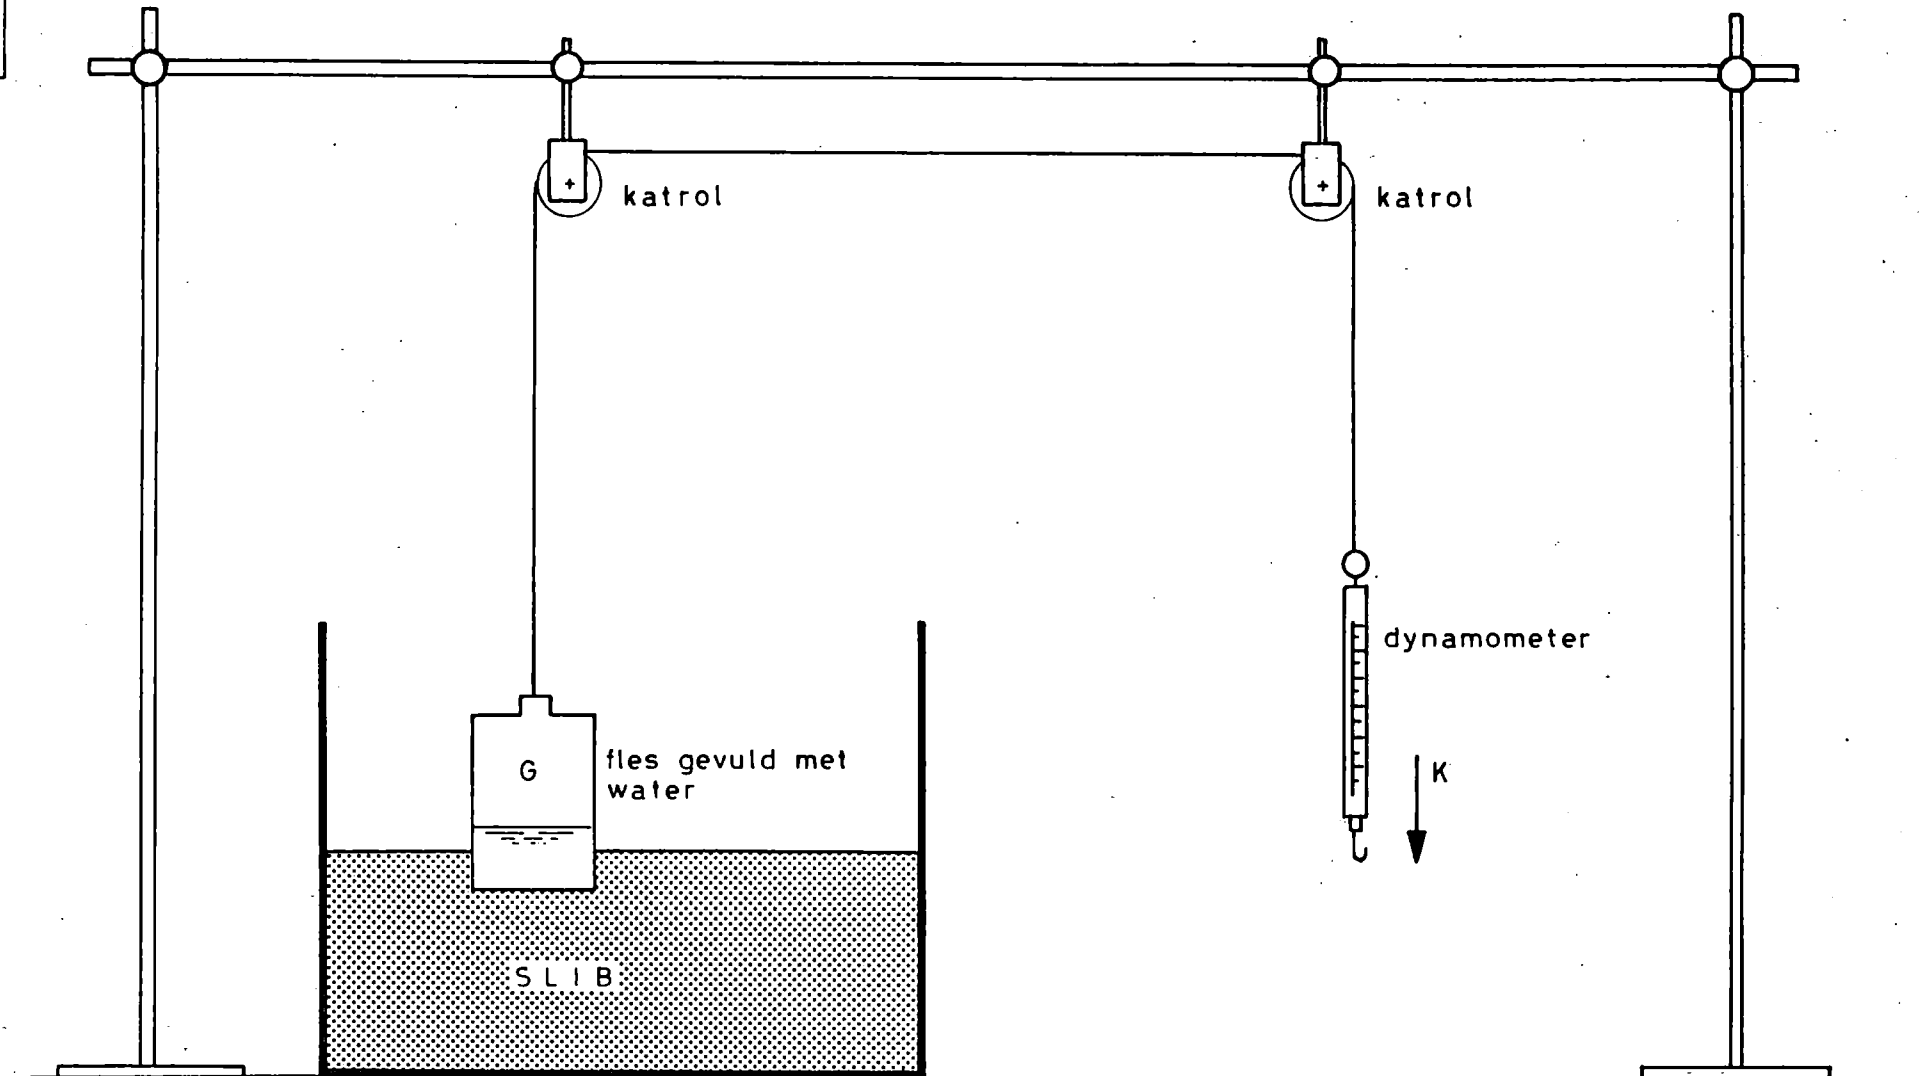 katrol
katrol
dynamometer
G
fles gevuld met
water
K
SLIB